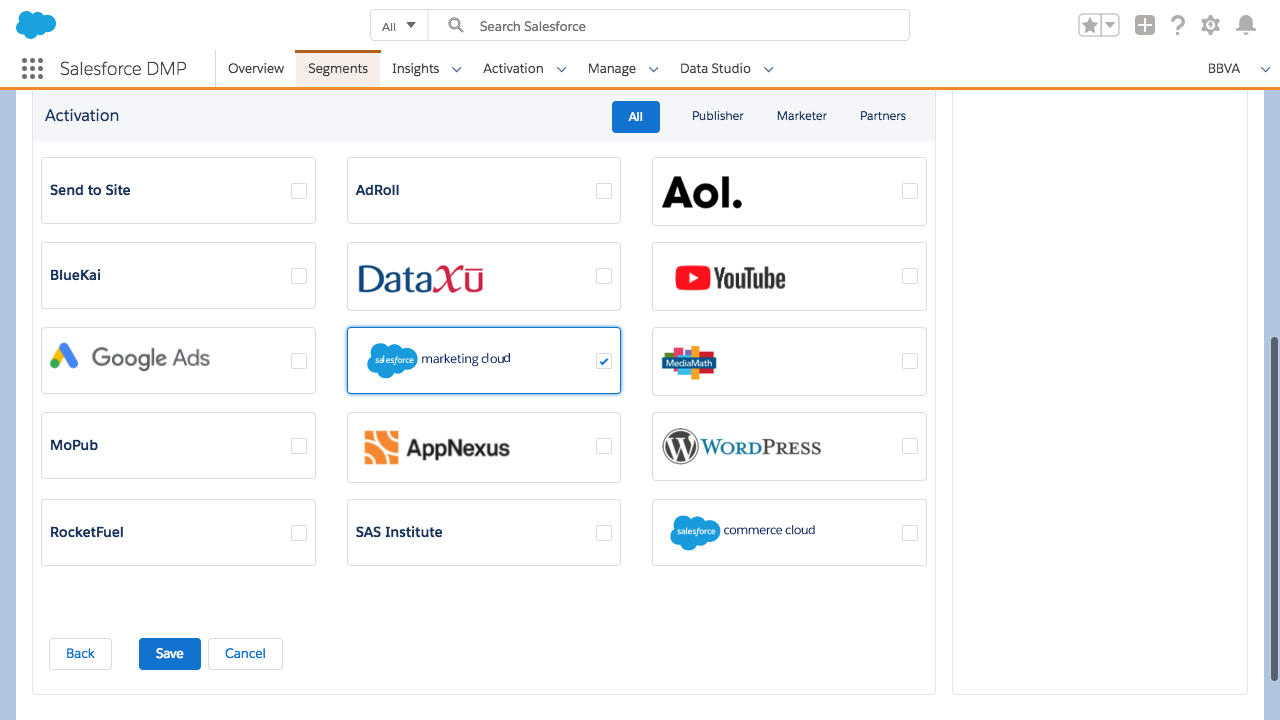 All
Search Salesforce
Salesforce DMP
Overview
Segments
Insights
Activation
Manage
Data Studio
BBVA
Activation
All
Publisher
Marketer
Partners
Send to Site
AdRoll
Aol.
BlueKai
DataXū
YouTube
Google Ads
salesforce marketing cloud
MediaMath
MoPub
AppNexus
WORDPRESS
RocketFuel
SAS Institute
salesforce commerce cloud
Back
Save
Cancel